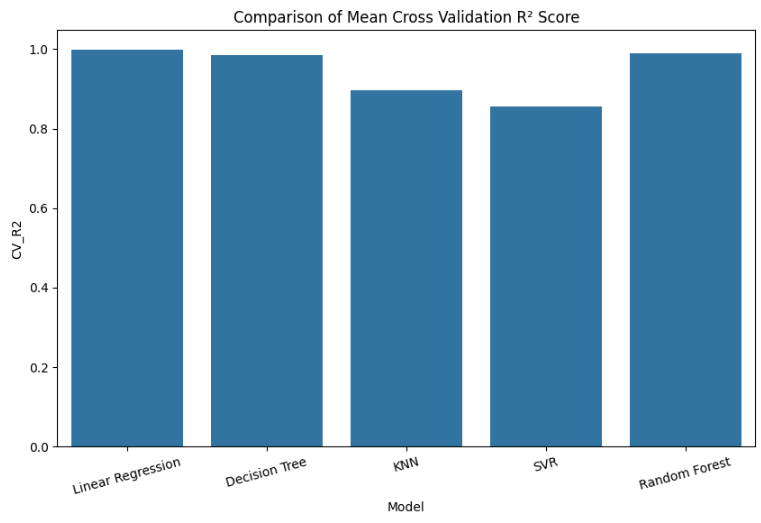 Comparison of Mean Cross Validation R² Score
1.0
0.8
0.6
0.4
0.2
0.0
CV_R2
Linear Regression
Decision Tree
KNN
SVR
Random Forest
Model